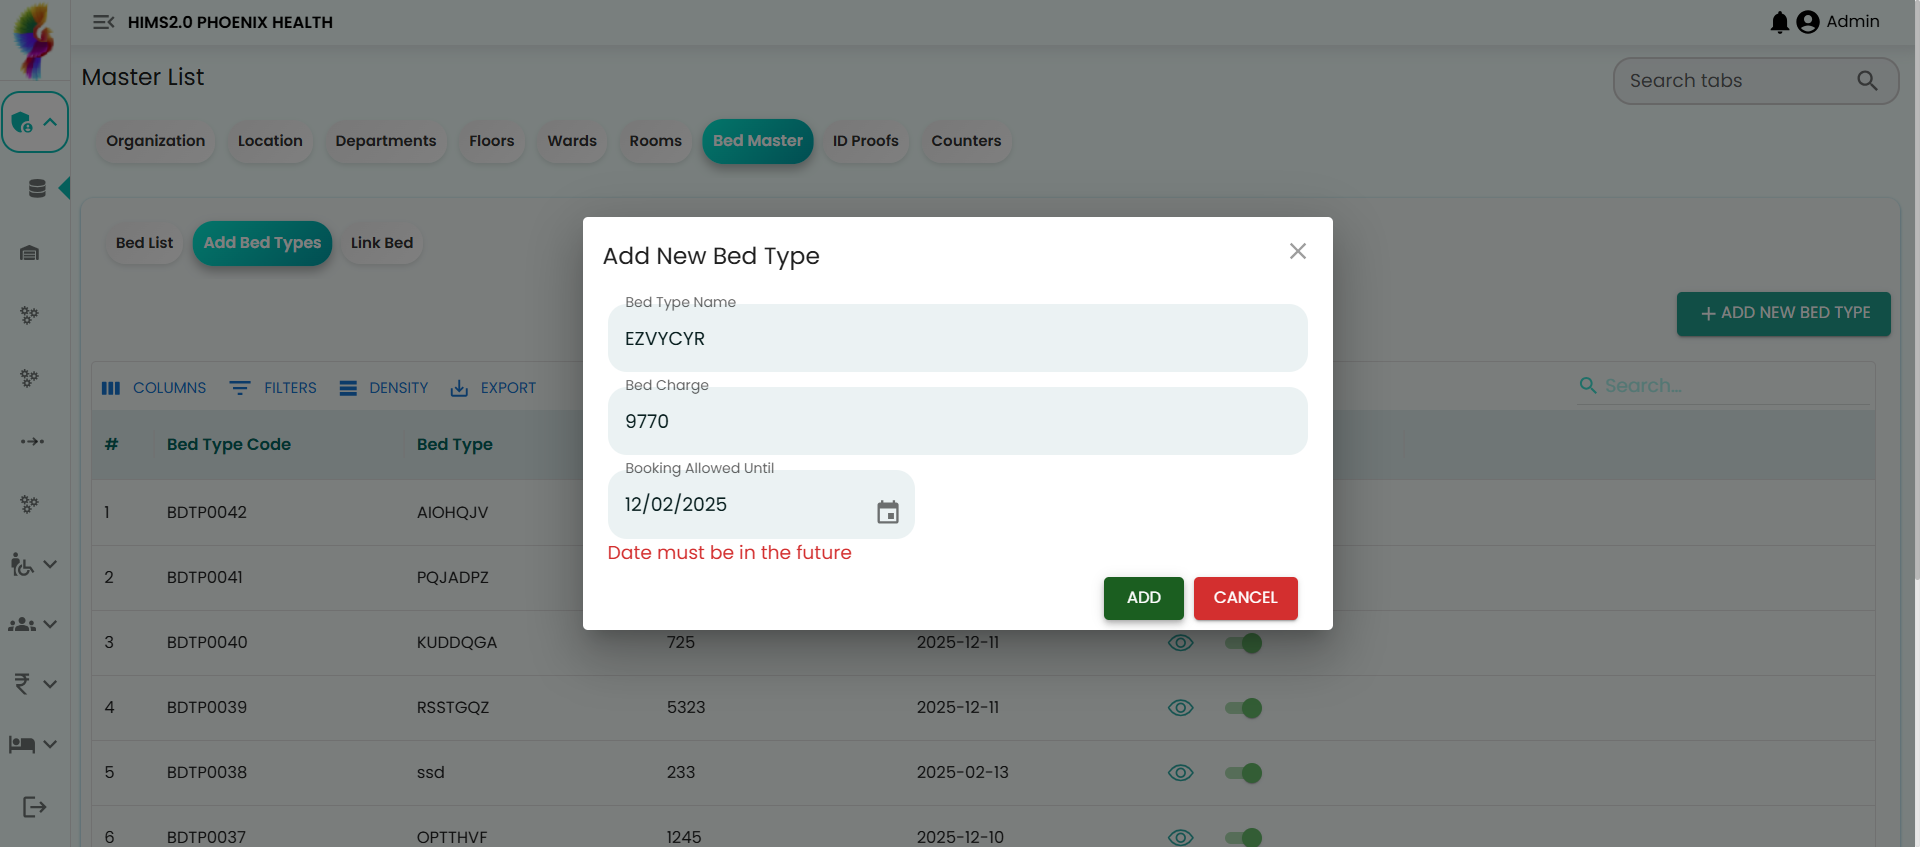 HIMS2.0 PHOENIX HEALTH
Admin
Master List
Search tabs
Organization
Location
Departments
Floors
Wards
Rooms
Bed Master
ID Proofs
Counters
Bed List
Add Bed Types
Link Bed
+ ADD NEW BED TYPE
COLUMNS
FILTERS
DENSITY
EXPORT
Search...
# Bed Type Code Bed Type
1 BDTP0042 AIOHQJV
2 BDTP0041 PQJADPZ
3 BDTP0040 KUDDQGA 725 2025-12-11
4 BDTP0039 RSSTGQZ 5323 2025-12-11
5 BDTP0038 ssd 233 2025-02-13
6 BDTP0037 OPTTHVF 1245 2025-12-10
Add New Bed Type
Bed Type Name
EZVYCYR
Bed Charge
9770
Booking Allowed Until
12/02/2025
Date must be in the future
ADD
CANCEL